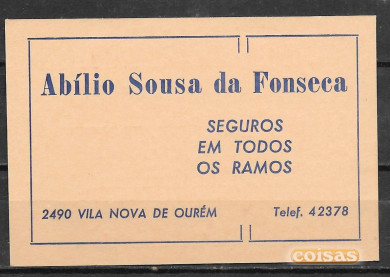 Abílio Sousa da Fonseca
SEGUROS
EM TODOS
OS RAMOS
2490 VILA NOVA DE OURÉM Telef. 42378
coisas